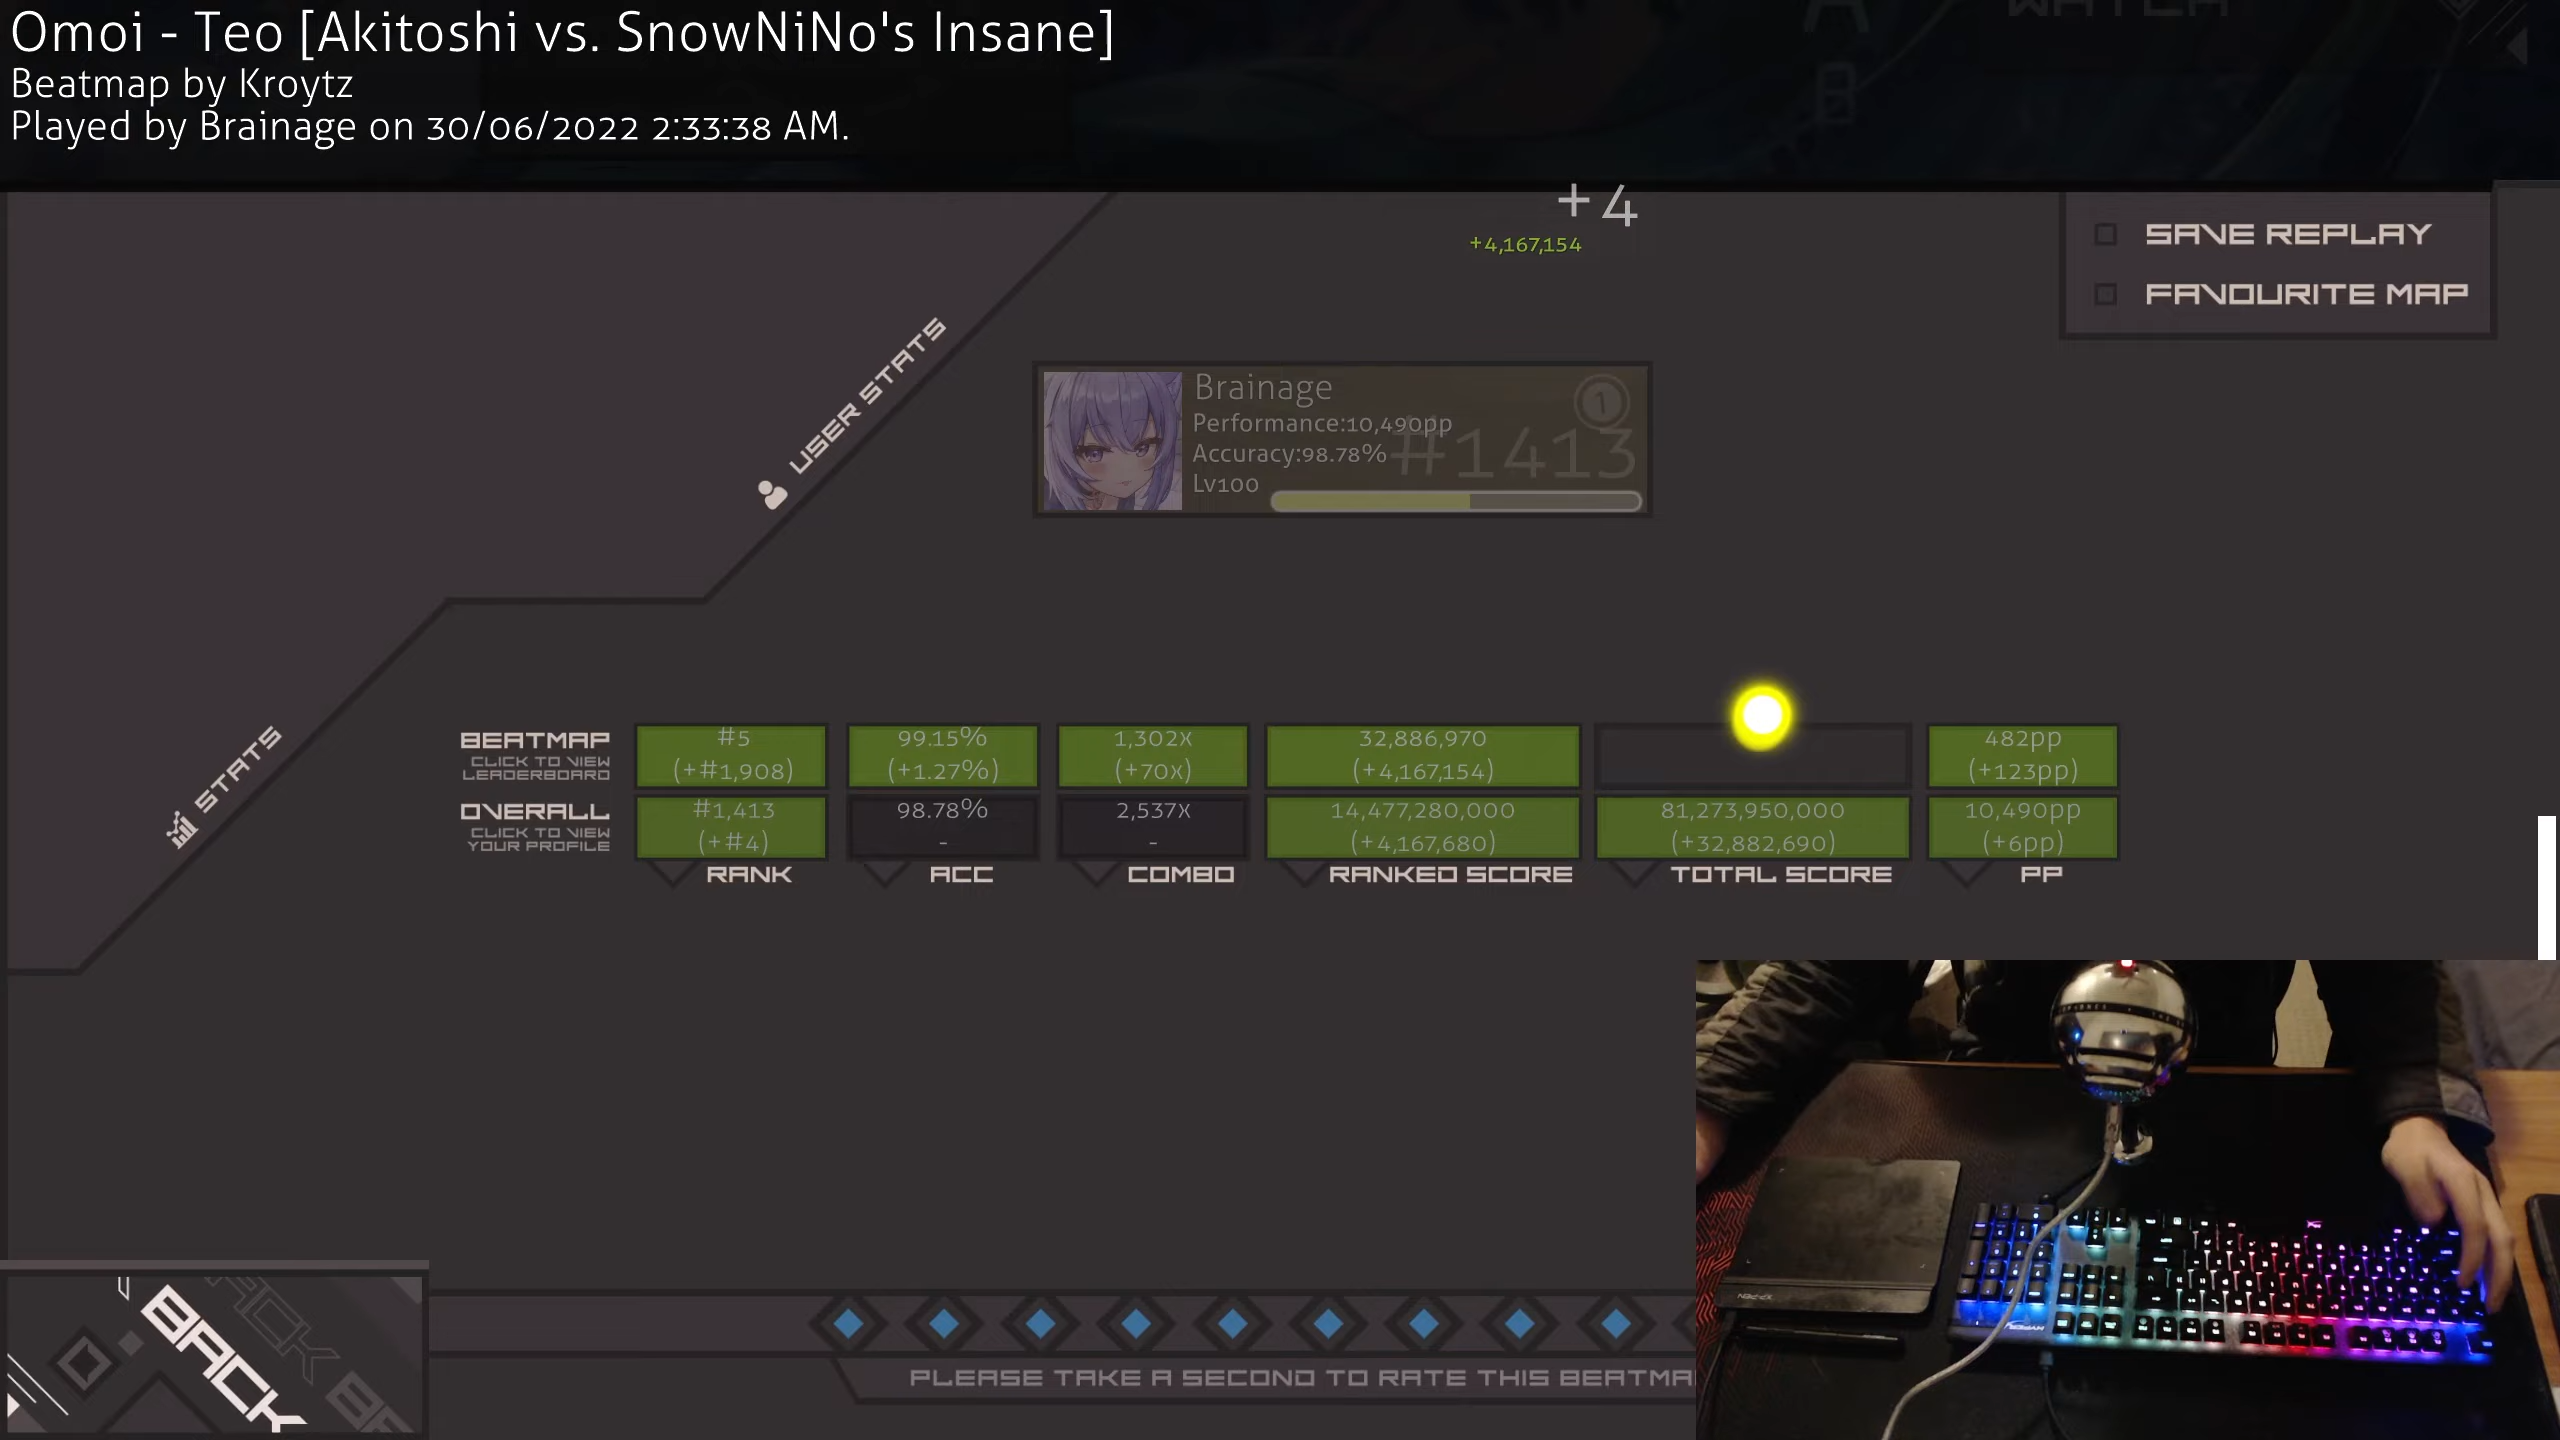 Omoi - Teo [Akitoshi vs. SnowNiNo's Insane]
Beatmap by Kroytz
Played by Brainage on 30/06/2022 2:33:38 AM.
WATCH
+4
+4,167,154
SAVE REPLAY
FAVOURITE MAP
USER STATS
Brainage
Performance:10,490pp
Accuracy:98.78%
Lv100
#1413
1
STATS
BEATMAP
CLICK TO VIEW
LEADERBOARD
#5
(+#1,908)
99.15%
(+1.27%)
1,302x
(+70x)
32,886,970
(+4,167,154)
482pp
(+123pp)
OVERALL
CLICK TO VIEW
YOUR PROFILE
#1,413
(+#4)
98.78%
-
2,537x
-
14,477,280,000
(+4,167,680)
81,273,950,000
(+32,882,690)
10,490pp
(+6pp)
RANK
ACC
COMBO
RANKED SCORE
TOTAL SCORE
PP
BACK
PLEASE TAKE A SECOND TO RATE THIS BEATMA